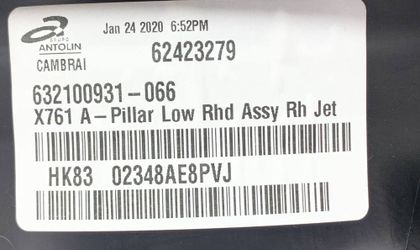 Jan 24 2020 6:52PM
GRUPO
ANTOLIN
CAMBRAI
62423279
632100931-066
X761 A-Pillar Low Rhd Assy Rh Jet
HK83 02348AE8PVJ